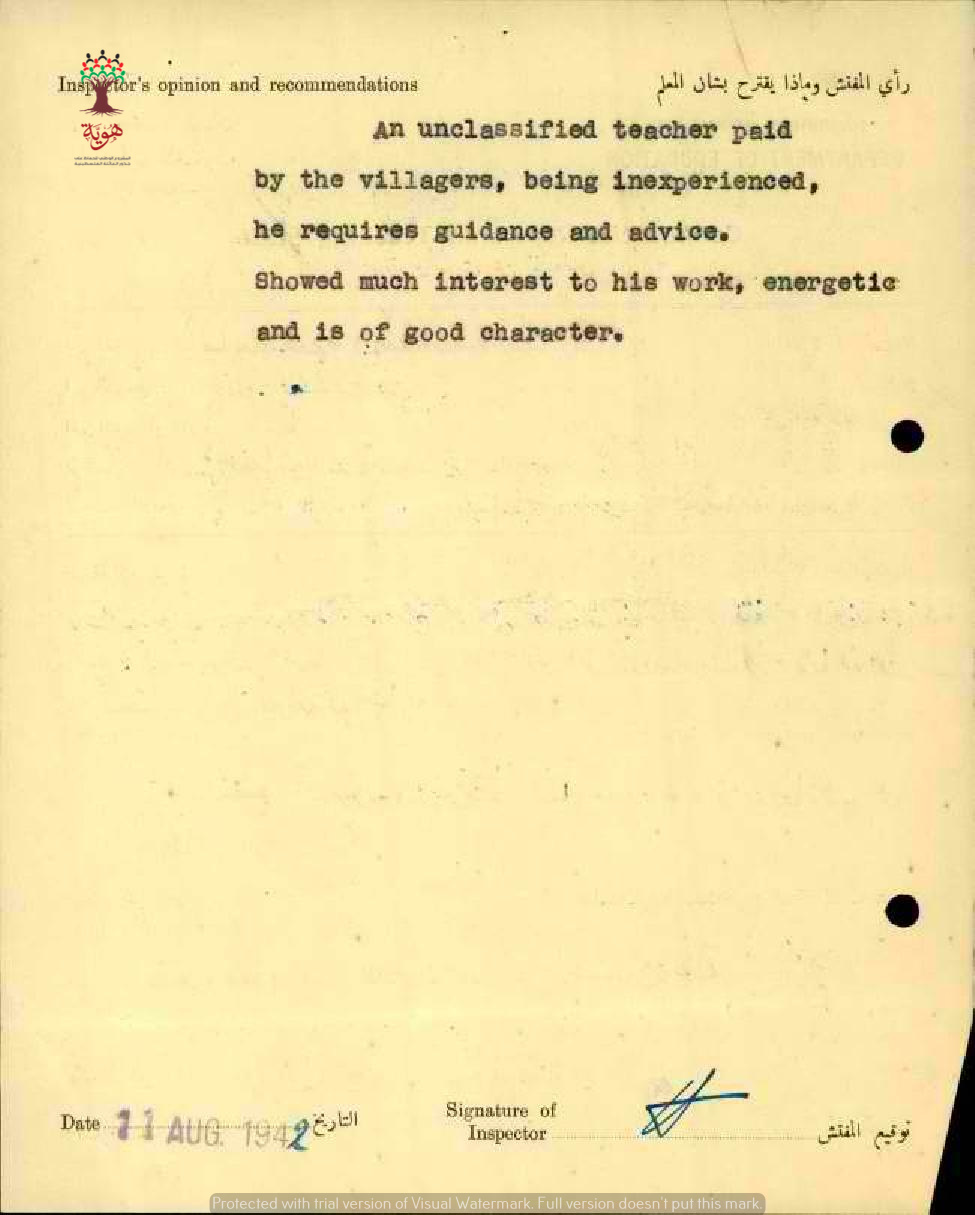 Inspector's opinion and recommendations
رأي المفتش وماذا يقترح بشأن المعلم
هوية
An unclassified teacher paid
by the villagers, being inexperienced,
he requires guidance and advice.
Showed much interest to his work, energetic
and is of good character.
Date 11 AUG. 1942 التاريخ
Signature of
Inspector
توقيع المفتش
Protected with trial version of Visual Watermark. Full version doesn't put this mark.